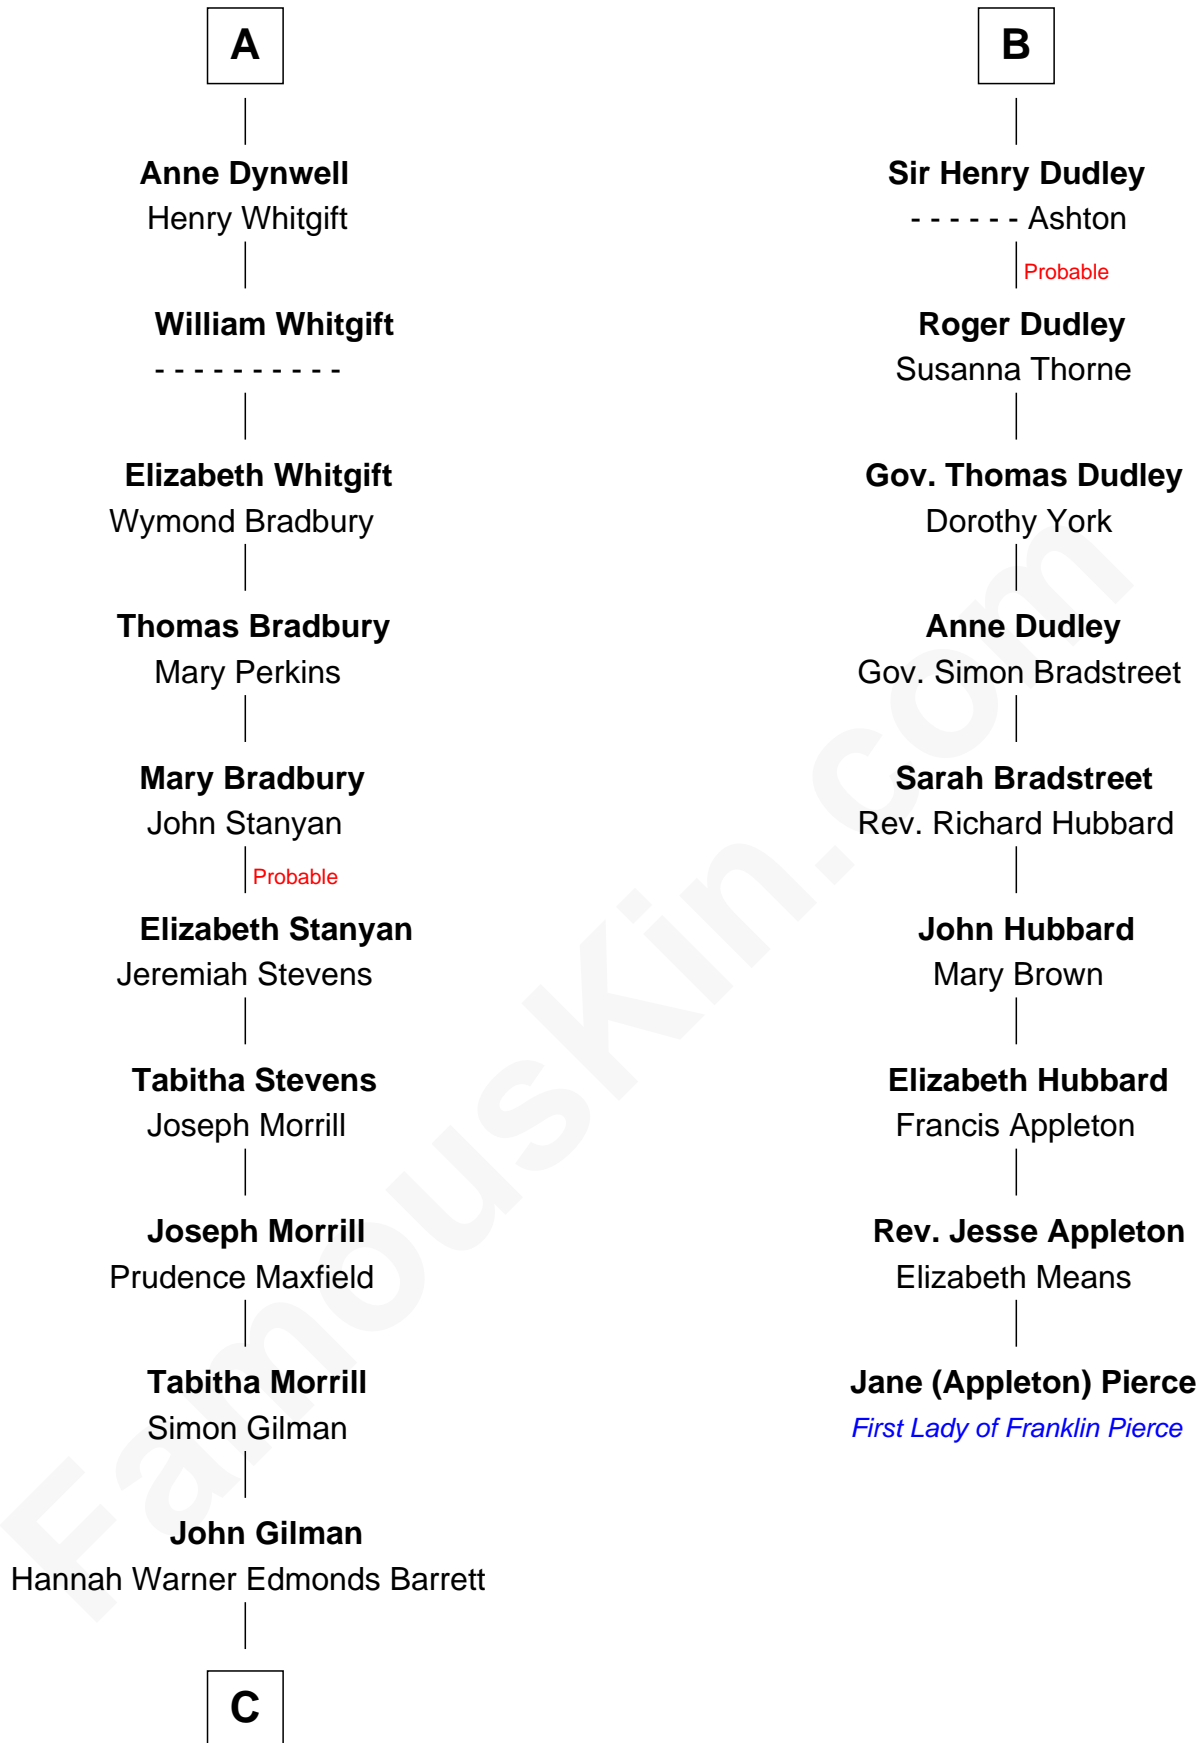 A
Anne Dynwell
Henry Whitgift
William Whitgift
- - - - - - - - - -
Elizabeth Whitgift
Wymond Bradbury
Thomas Bradbury
Mary Perkins
Mary Bradbury
John Stanyan
Probable
Elizabeth Stanyan
Jeremiah Stevens
Tabitha Stevens
Joseph Morrill
Joseph Morrill
Prudence Maxfield
Tabitha Morrill
Simon Gilman
John Gilman
Hannah Warner Edmonds Barrett
C
B
Sir Henry Dudley
- - - - - - Ashton
Probable
Roger Dudley
Susanna Thorne
Gov. Thomas Dudley
Dorothy York
Anne Dudley
Gov. Simon Bradstreet
Sarah Bradstreet
Rev. Richard Hubbard
John Hubbard
Mary Brown
Elizabeth Hubbard
Francis Appleton
Rev. Jesse Appleton
Elizabeth Means
Jane (Appleton) Pierce
First Lady of Franklin Pierce
FamousKin.com